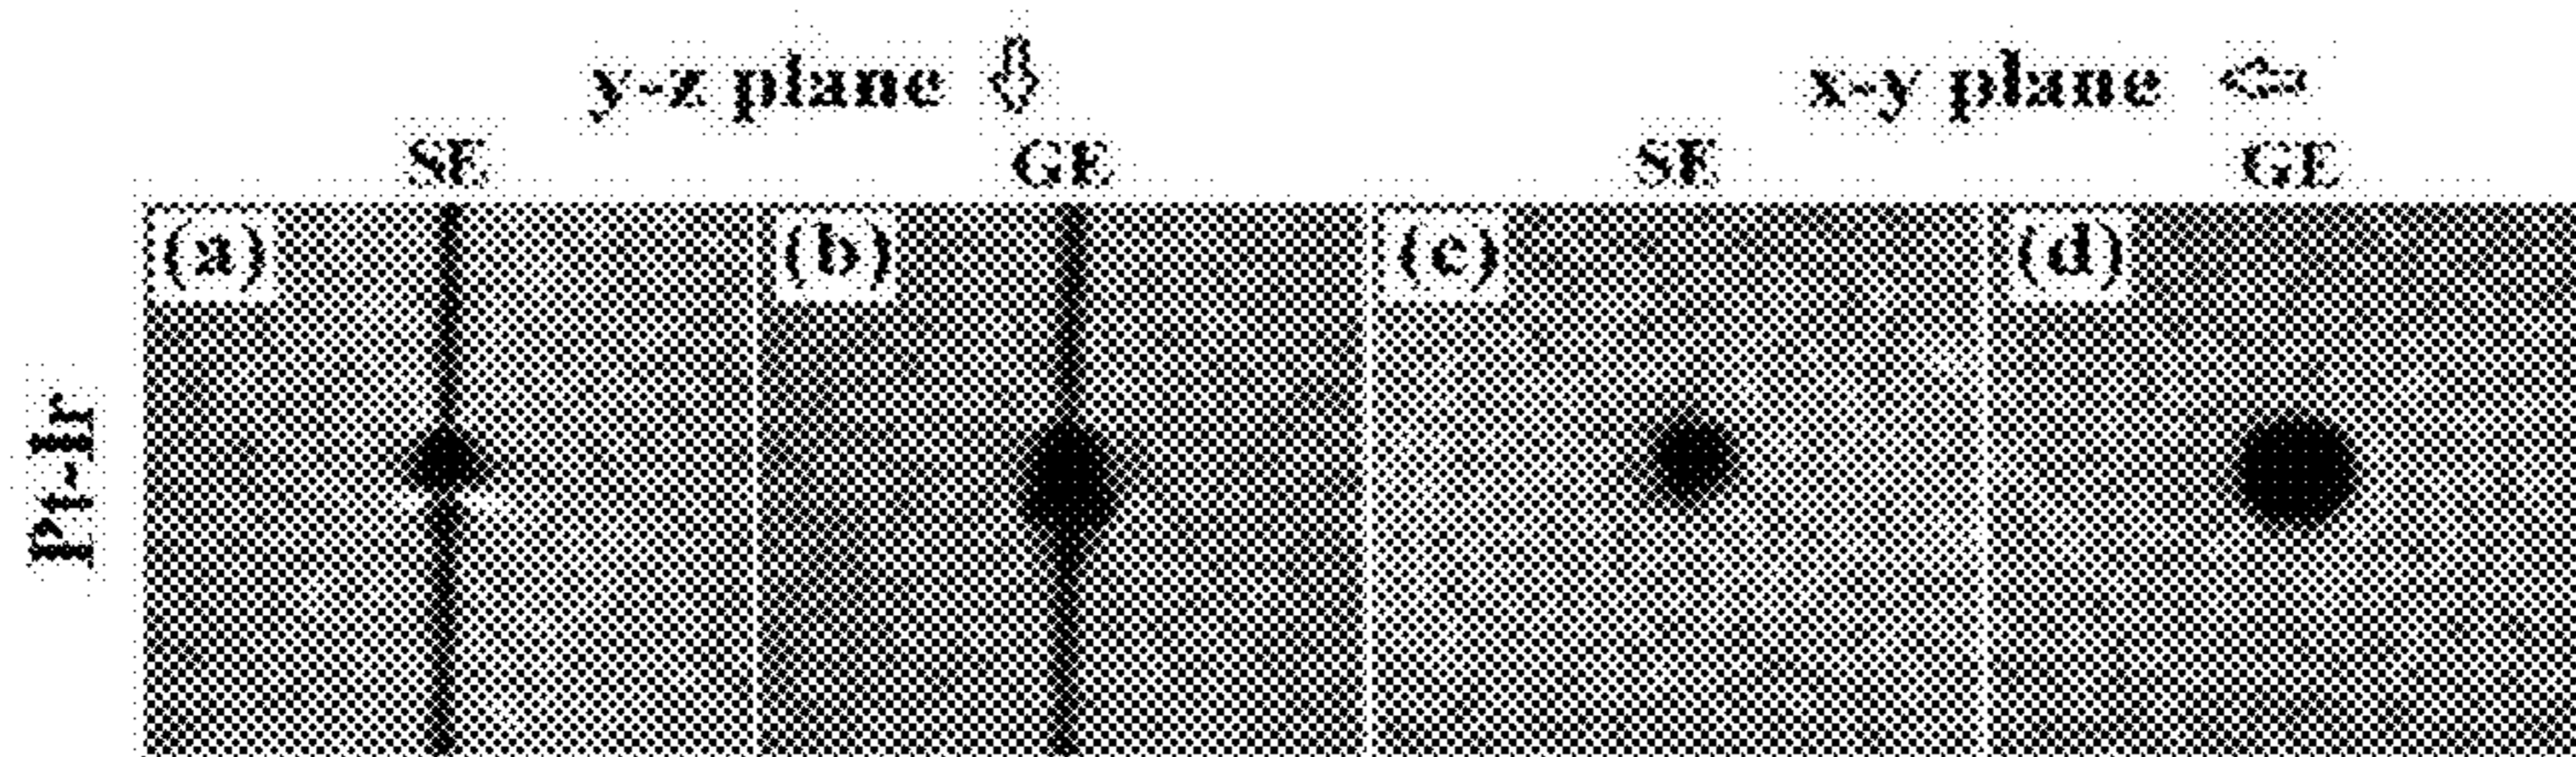 y-z plane ⇩ x-y plane ⇦
SE GE SE GE
(a) (b) (c) (d)
Pt-Ir